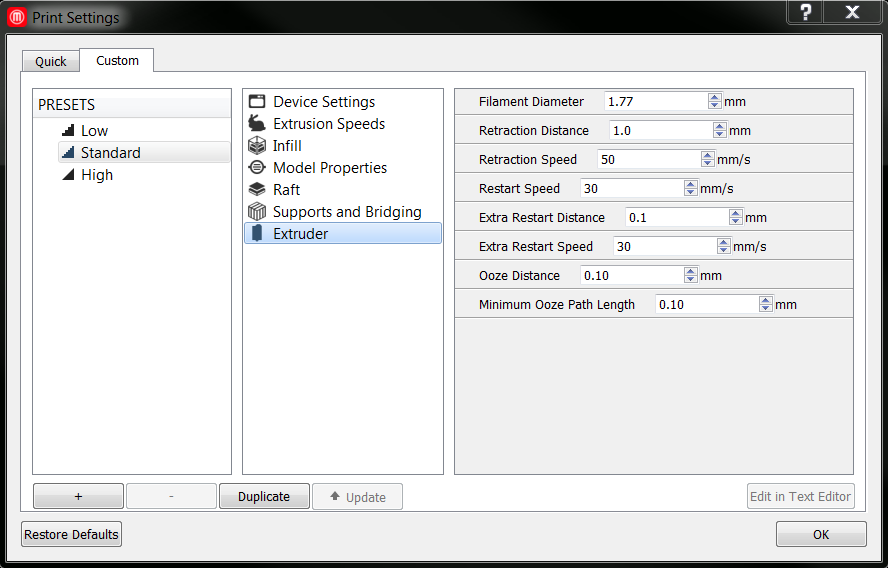 Print Settings
?
X
Quick
Custom
PRESETS
Low
Standard
High
Device Settings
Extrusion Speeds
Infill
Model Properties
Raft
Supports and Bridging
Extruder
Filament Diameter 1.77 mm
Retraction Distance 1.0 mm
Retraction Speed 50 mm/s
Restart Speed 30 mm/s
Extra Restart Distance 0.1 mm
Extra Restart Speed 30 mm/s
Ooze Distance 0.10 mm
Minimum Ooze Path Length 0.10 mm
+
-
Duplicate
Update
Edit in Text Editor
Restore Defaults
OK